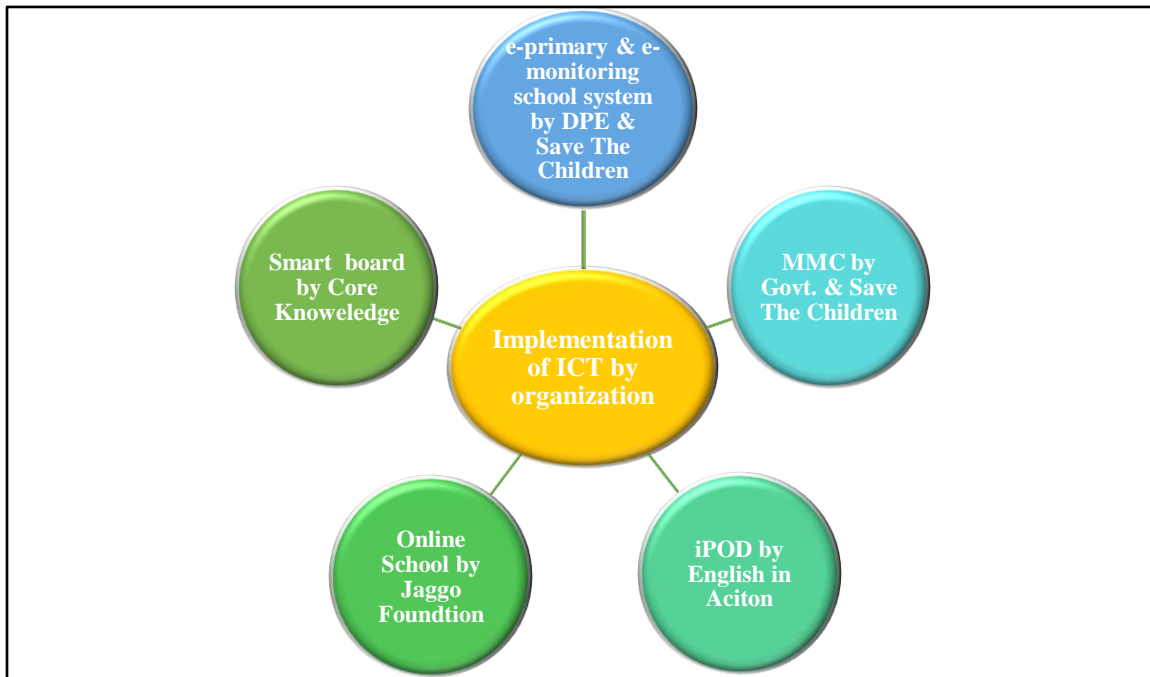 e-primary & e-
monitoring
school system
by DPE &
Save The
Children
Smart board
by Core
Knoweledge
MMC by
Govt. & Save
The Children
Implementation
of ICT by
organization
Online
School by
Jaggo
Foundtion
iPOD by
English in
Aciton